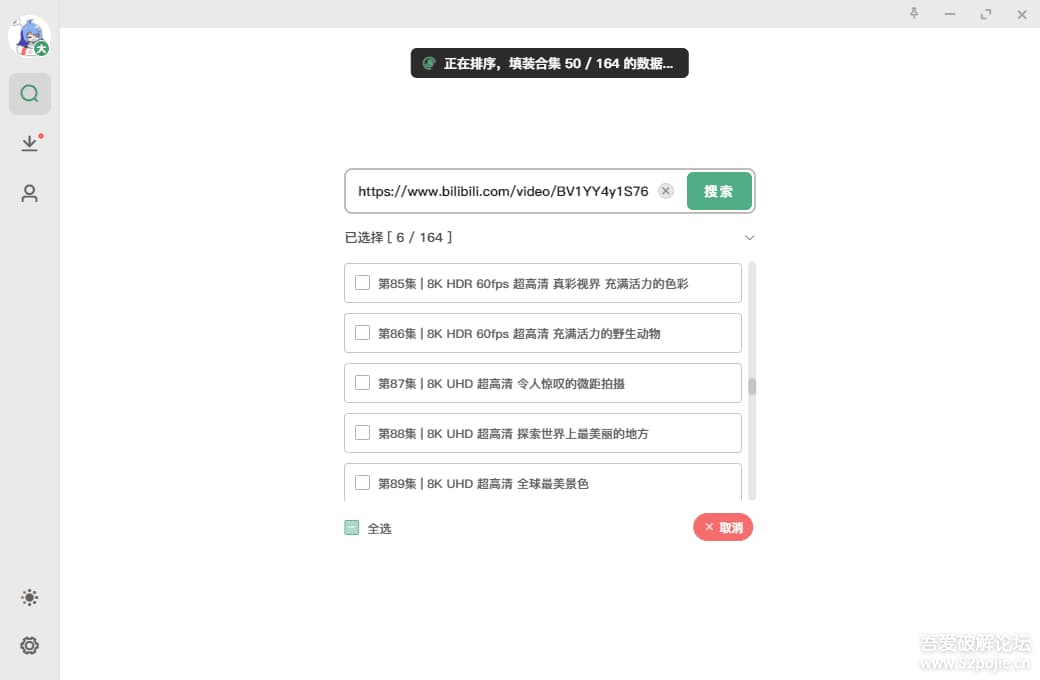 大
正在排序，填装合集 50 / 164 的数据...
https://www.bilibili.com/video/BV1YY4y1S76
搜索
已选择 [ 6 / 164 ]
第85集 | 8K HDR 60fps 超高清 真彩视界 充满活力的色彩
第86集 | 8K HDR 60fps 超高清 充满活力的野生动物
第87集 | 8K UHD 超高清 令人惊叹的微距拍摄
第88集 | 8K UHD 超高清 探索世界上最美丽的地方
第89集 | 8K UHD 超高清 全球最美景色
全选
取消
吾爱破解论坛
www.52pojie.cn